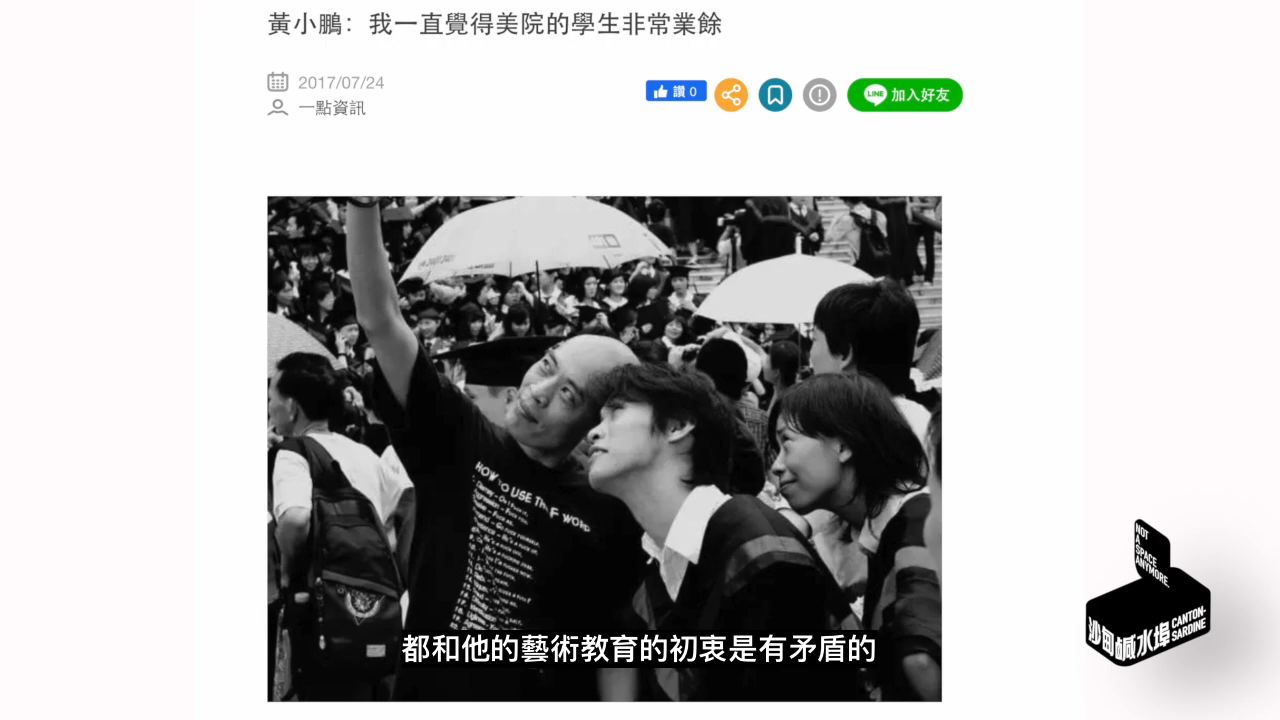 黃小鵬：我一直覺得美院的學生非常業餘
2017/07/24
一點資訊
讚 0
LINE 加入好友
HOW TO USE THE F WORD
都和他的藝術教育的初衷是有矛盾的
NOT
A
SPACE
ANYMORE.
沙甸鹹水埠
CANTON-
SARDINE